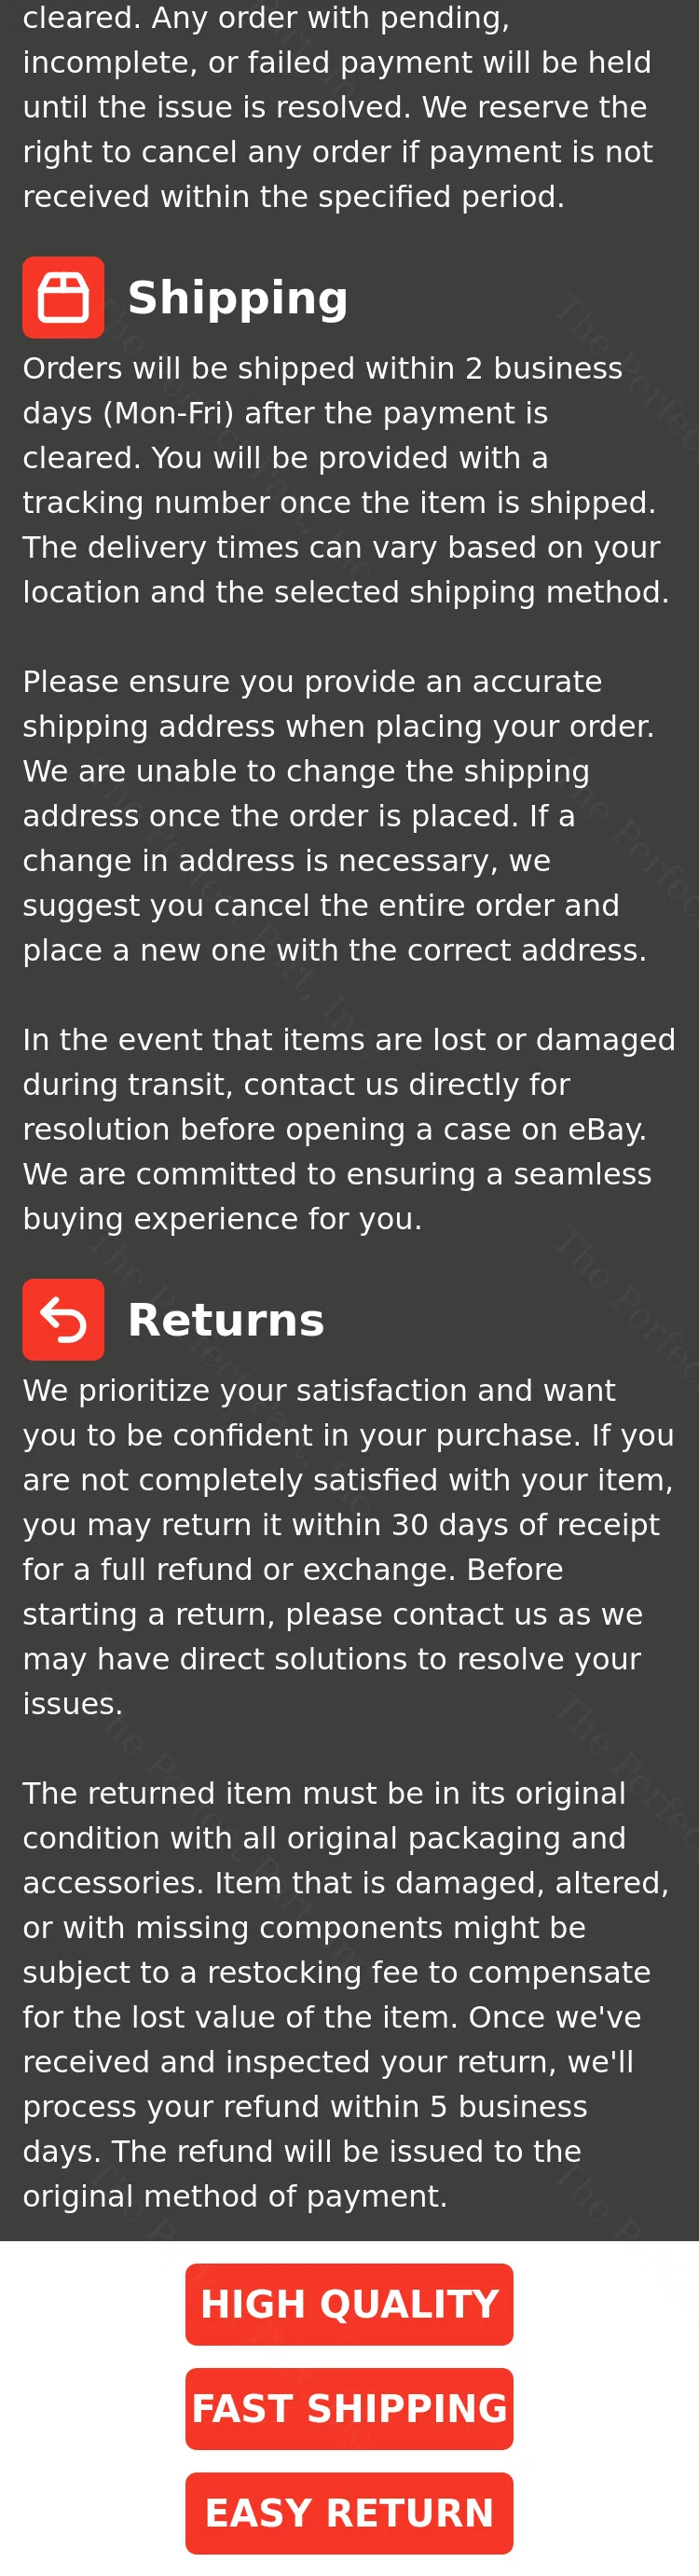 cleared. Any order with pending,
incomplete, or failed payment will be held
until the issue is resolved. We reserve the
right to cancel any order if payment is not
received within the specified period.
Shipping
Orders will be shipped within 2 business
days (Mon-Fri) after the payment is
cleared. You will be provided with a
tracking number once the item is shipped.
The delivery times can vary based on your
location and the selected shipping method.
Please ensure you provide an accurate
shipping address when placing your order.
We are unable to change the shipping
address once the order is placed. If a
change in address is necessary, we
suggest you cancel the entire order and
place a new one with the correct address.
In the event that items are lost or damaged
during transit, contact us directly for
resolution before opening a case on eBay.
We are committed to ensuring a seamless
buying experience for you.
Returns
We prioritize your satisfaction and want
you to be confident in your purchase. If you
are not completely satisfied with your item,
you may return it within 30 days of receipt
for a full refund or exchange. Before
starting a return, please contact us as we
may have direct solutions to resolve your
issues.
The returned item must be in its original
condition with all original packaging and
accessories. Item that is damaged, altered,
or with missing components might be
subject to a restocking fee to compensate
for the lost value of the item. Once we've
received and inspected your return, we'll
process your refund within 5 business
days. The refund will be issued to the
original method of payment.
HIGH QUALITY
FAST SHIPPING
EASY RETURN